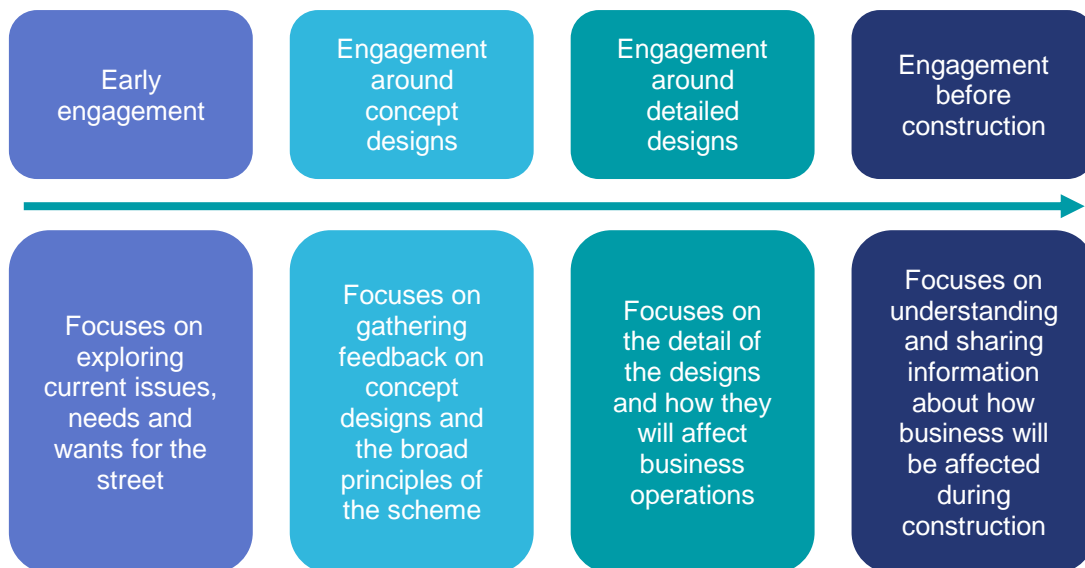 Early
engagement
Engagement
around
concept
designs
Engagement
around
detailed
designs
Engagement
before
construction
Focuses on
exploring
current issues,
needs and
wants for the
street
Focuses on
gathering
feedback on
concept
designs and
the broad
principles of
the scheme
Focuses on
the detail of
the designs
and how they
will affect
business
operations
Focuses on
understanding
and sharing
information
about how
business will
be affected
during
construction